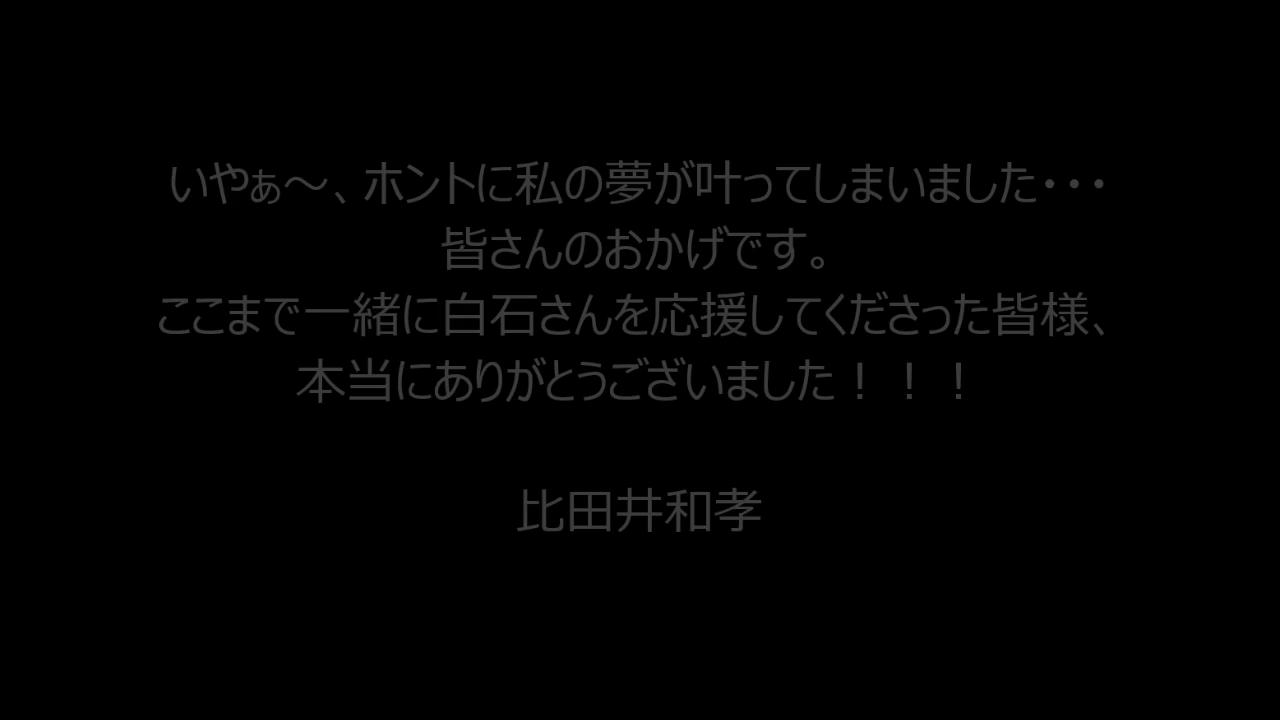 いやぁ～、ホントに私の夢が叶ってしまいました・・・
皆さんのおかげです。
ここまで一緒に白石さんを応援してくださった皆様、
本当にありがとうございました！！！
比田井和孝